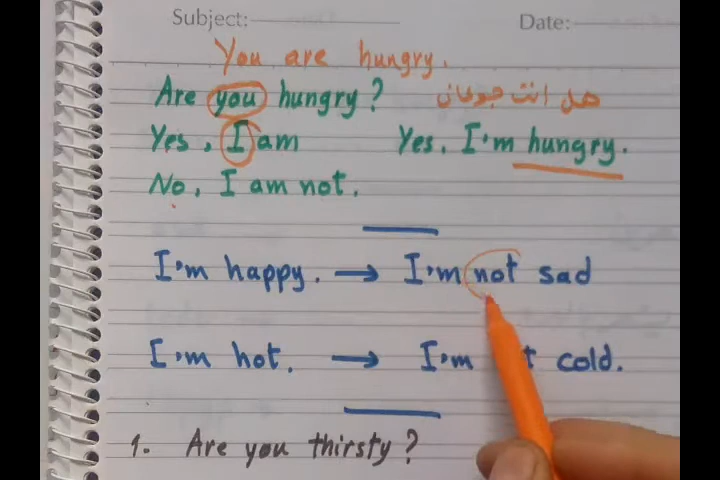 Subject: Date:
You are hungry.
Are you hungry? هل انت جوعان
Yes, I am Yes, I'm hungry.
No, I am not.
I'm happy. → I'm not sad
I'm hot. → I'm cold.
1. Are you thirsty?